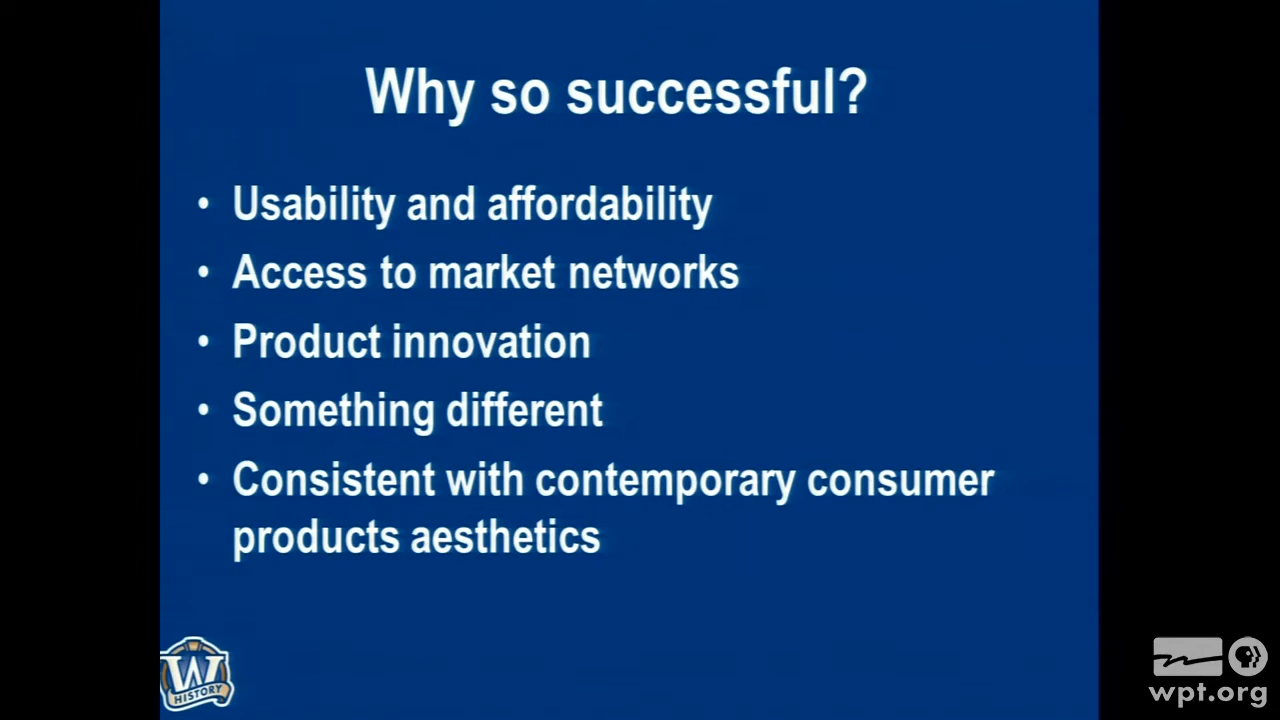 Why so successful?
• Usability and affordability
• Access to market networks
• Product innovation
• Something different
• Consistent with contemporary consumer
products aesthetics
W
HISTORY
wpt.org